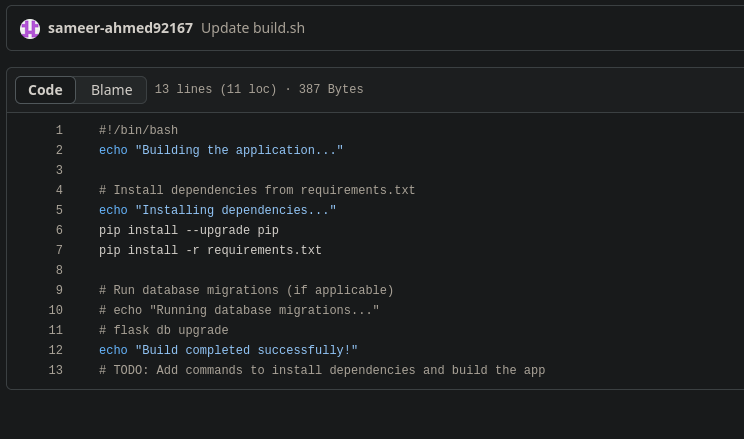 sameer-ahmed92167 Update build.sh
Code Blame 13 lines (11 loc) · 387 Bytes
1 #!/bin/bash
2 echo "Building the application..."
3
4 # Install dependencies from requirements.txt
5 echo "Installing dependencies..."
6 pip install --upgrade pip
7 pip install -r requirements.txt
8
9 # Run database migrations (if applicable)
10 # echo "Running database migrations..."
11 # flask db upgrade
12 echo "Build completed successfully!"
13 # TODO: Add commands to install dependencies and build the app